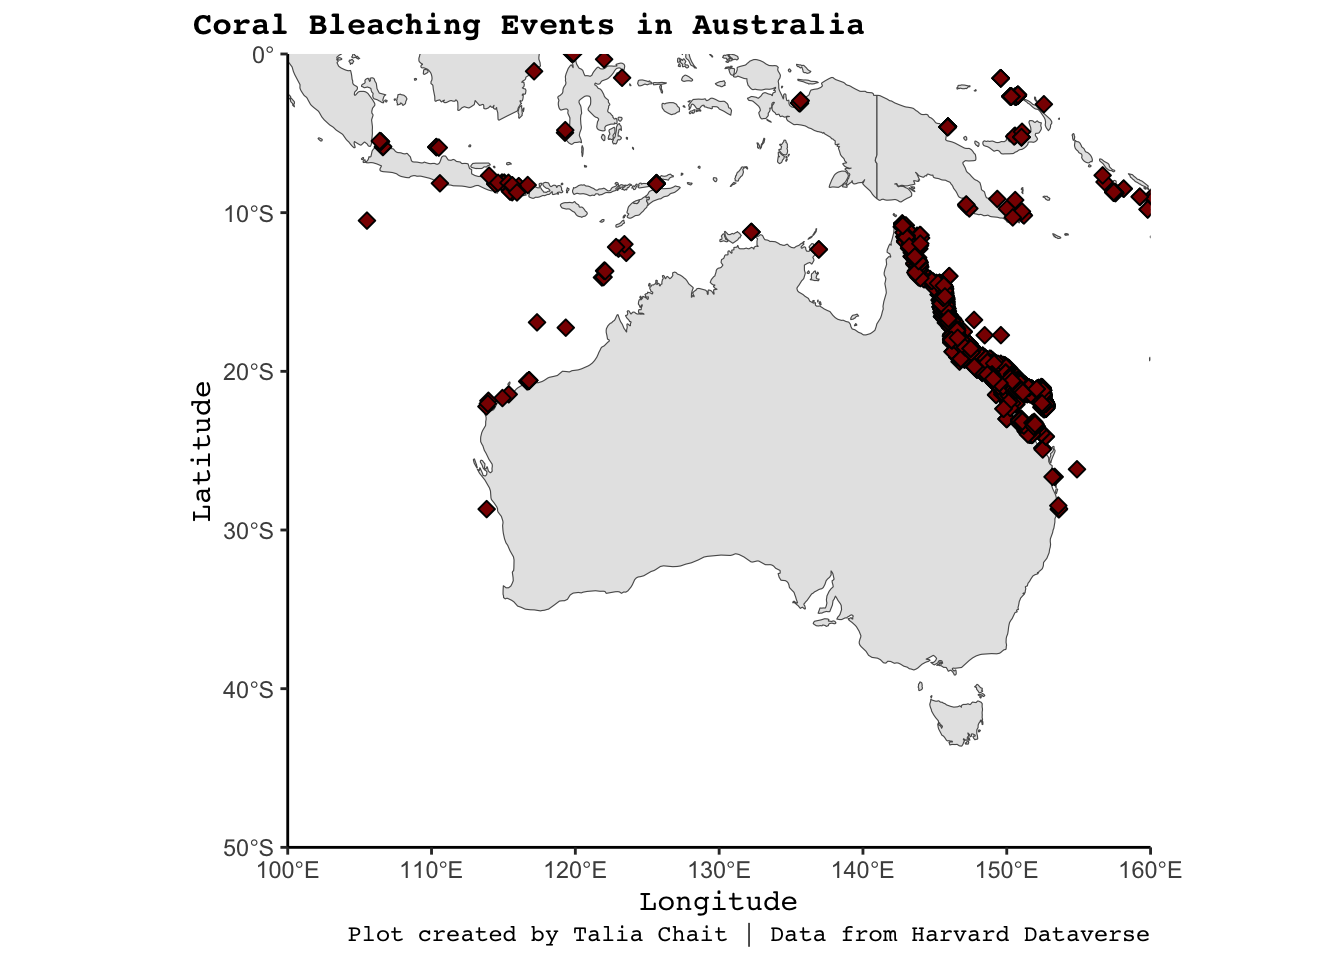 Coral Bleaching Events in Australia
0°
10°S
20°S
30°S
40°S
50°S
Latitude
100°E 110°E 120°E 130°E 140°E 150°E 160°E
Longitude
Plot created by Talia Chait | Data from Harvard Dataverse